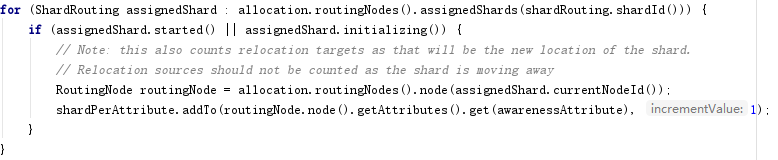 for (ShardRouting assignedShard : allocation.routingNodes().assignedShards(shardRouting.shardId())) {
if (assignedShard.started() || assignedShard.initializing()) {
// Note: this also counts relocation targets as that will be the new location of the shard.
// Relocation sources should not be counted as the shard is moving away
RoutingNode routingNode = allocation.routingNodes().node(assignedShard.currentNodeId());
shardPerAttribute.addTo(routingNode.node().getAttributes().get(awarenessAttribute), incrementValue: 1);
}
}